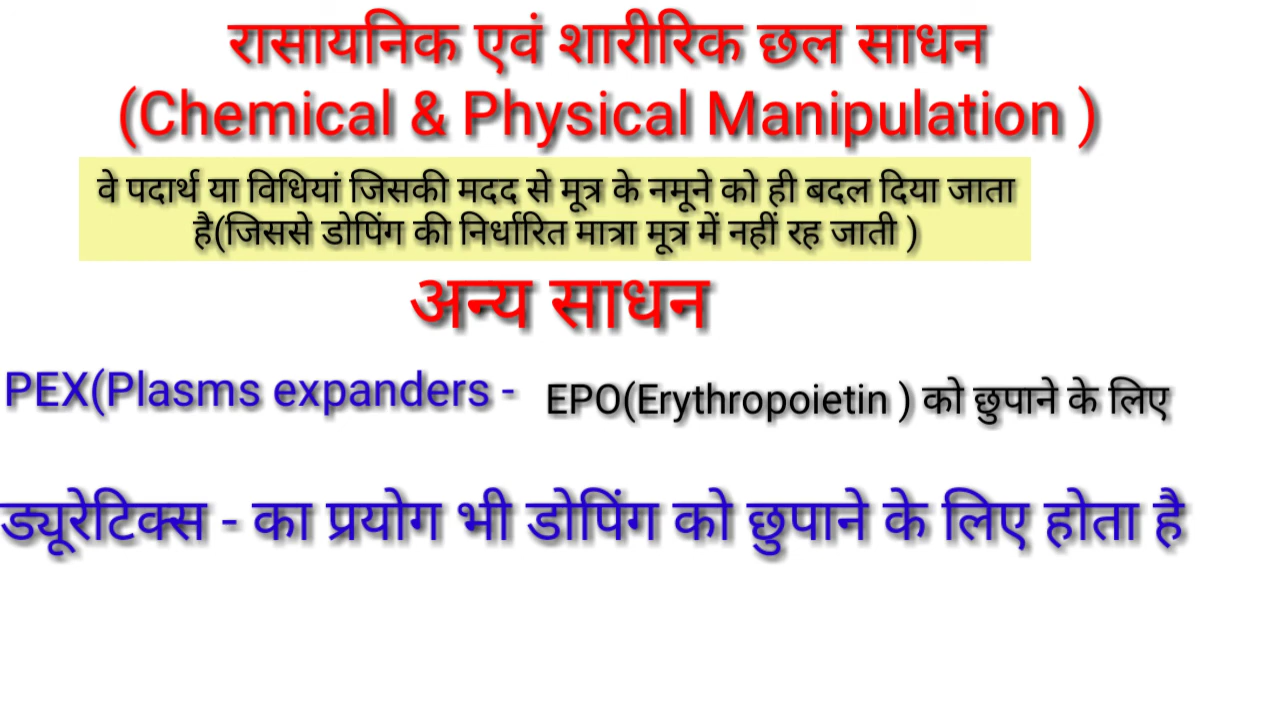 रासायनिक एवं शारीरिक छल साधन
(Chemical & Physical Manipulation )
वे पदार्थ या विधियां जिसकी मदद से मूत्र के नमूने को ही बदल दिया जाता
है(जिससे डोपिंग की निर्धारित मात्रा मूत्र में नहीं रह जाती )
अन्य साधन
PEX(Plasms expanders - EPO(Erythropoietin ) को छुपाने के लिए
ड्यूरेटिक्स - का प्रयोग भी डोपिंग को छुपाने के लिए होता है